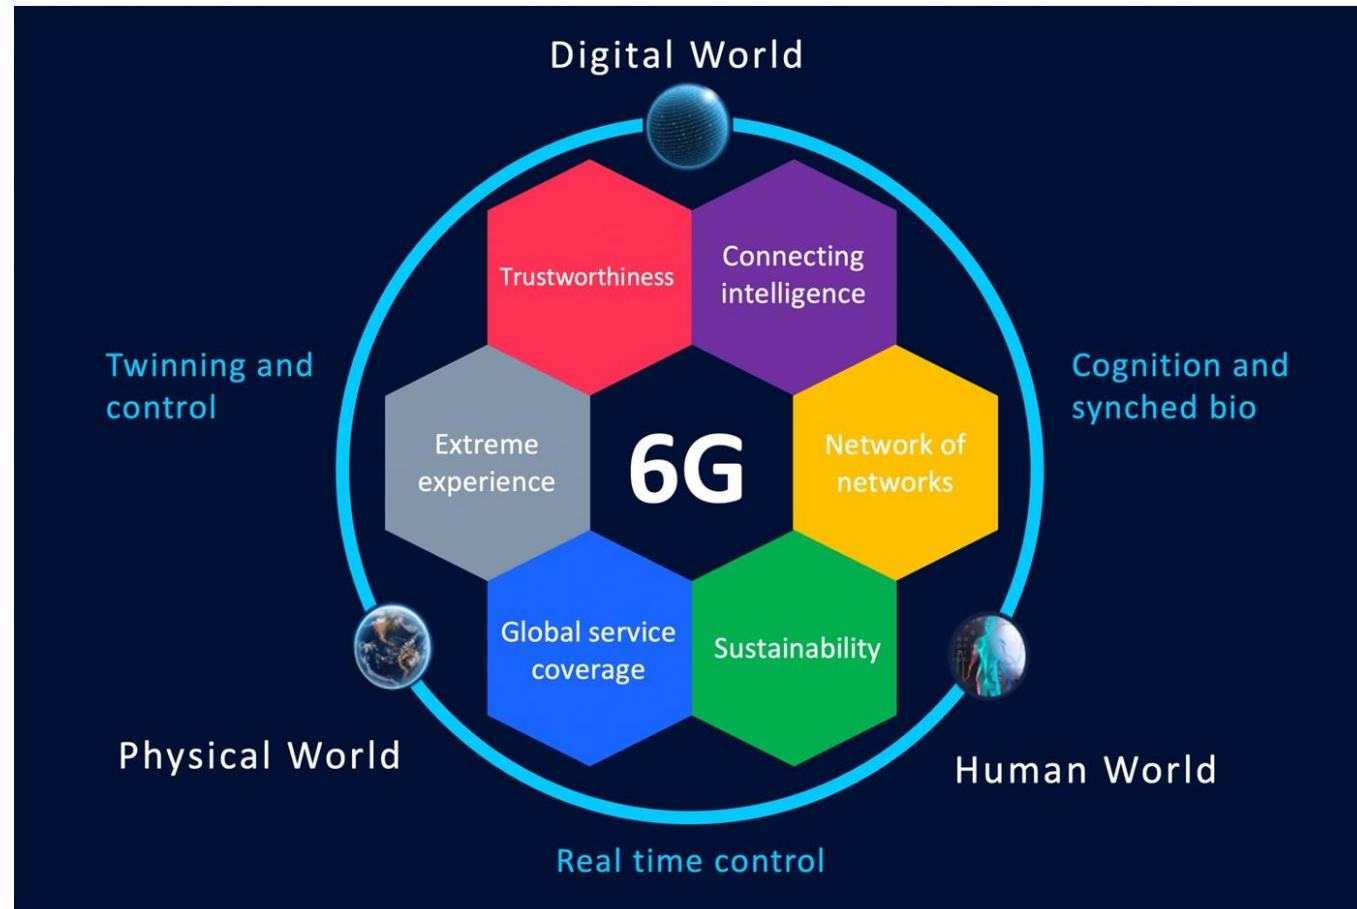 Digital World
Trustworthiness
Connecting
intelligence
Twinning and
control
Cognition and
synched bio
Extreme
experience
6G
Network of
networks
Global service
coverage
Sustainability
Physical World
Human World
Real time control